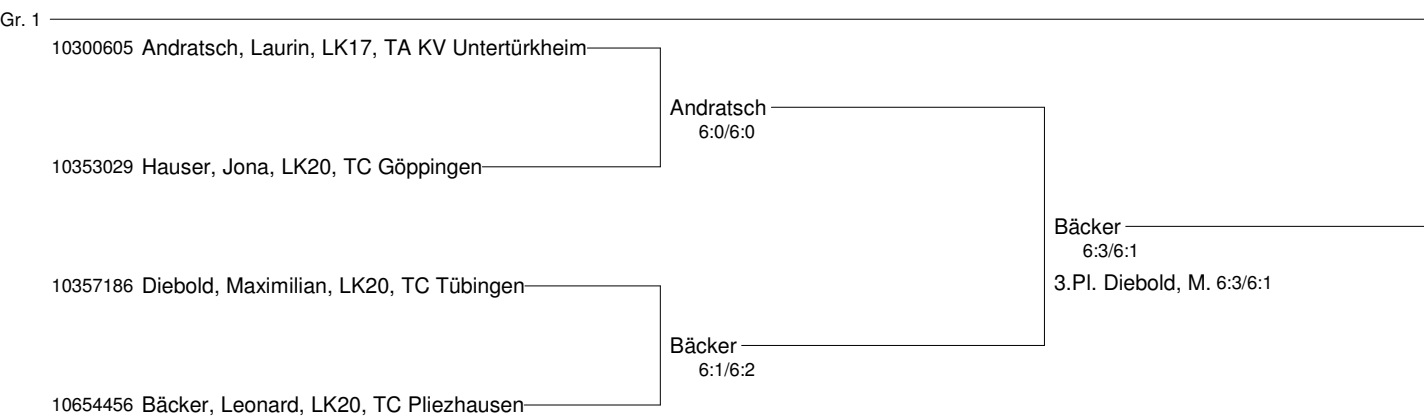 Gr. 1
10300605 Andratsch, Laurin, LK17, TA KV Untertürkheim
Andratsch
6:0/6:0
10353029 Hauser, Jona, LK20, TC Göppingen
Bäcker
6:3/6:1
3.Pl. Diebold, M. 6:3/6:1
10357186 Diebold, Maximilian, LK20, TC Tübingen
Bäcker
6:1/6:2
10654456 Bäcker, Leonard, LK20, TC Pliezhausen